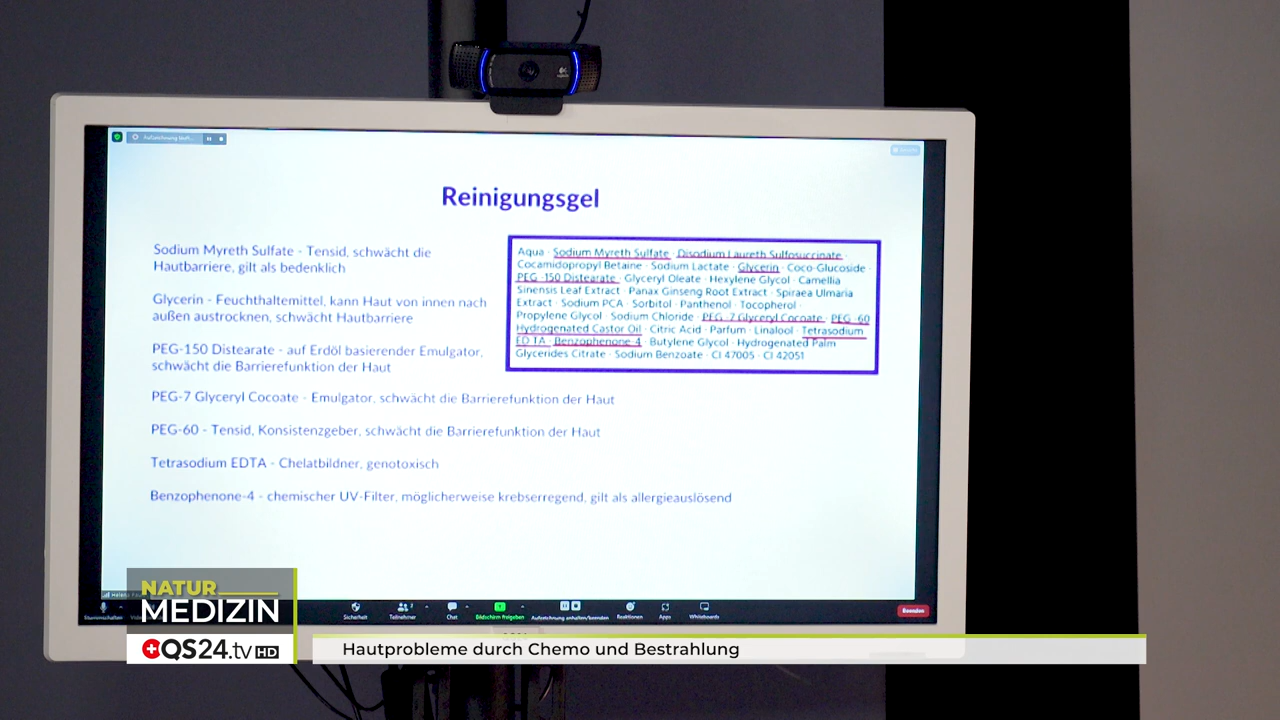 Aufzeichnung läuft...
Reinigungsgel
Sodium Myreth Sulfate - Tensid, schwächt die
Hautbarriere, gilt als bedenklich
Glycerin - Feuchthaltemittel, kann Haut von innen nach
außen austrocknen, schwächt Hautbarriere
PEG-150 Distearate - auf Erdöl basierender Emulgator,
schwächt die Barrierefunktion der Haut
PEG-7 Glyceryl Cocoate - Emulgator, schwächt die Barrierefunktion der Haut
PEG-60 - Tensid, Konsistenzgeber, schwächt die Barrierefunktion der Haut
Tetrasodium EDTA - Chelatbildner, genotoxisch
Benzophenone-4 - chemischer UV-Filter, möglicherweise krebserregend, gilt als allergieauslösend
Aqua · Sodium Myreth Sulfate · Disodium Laureth Sulfosuccinate ·
Cocamidopropyl Betaine · Sodium Lactate · Glycerin · Coco Glucoside ·
PEG -150 Distearate · Glyceryl Oleate · Hexylene Glycol · Camellia
Sinensis Leaf Extract · Panax Ginseng Root Extract · Spiraea Ulmaria
Extract · Sodium PCA · Sorbitol · Panthenol · Tocopherol ·
Propylene Glycol · Sodium Chloride · PEG -7 Glyceryl Cocoate · PEG -60
Hydrogenated Castor Oil · Citric Acid · Parfum · Linalool · Tetrasodium
ED TA · Benzophenone-4 · Butylene Glycol · Hydrogenated Palm
Glycerides Citrate · Sodium Benzoate · CI 47005 · CI 42051
Stummschalten
Sicherheit
Teilnehmer
Chat
Bildschirm freigeben
Aufzeichnung anhalten/beenden
Reaktionen
Apps
Whiteboards
Beenden
NATUR
MEDIZIN
QS24.tv HD
Hautprobleme durch Chemo und Bestrahlung